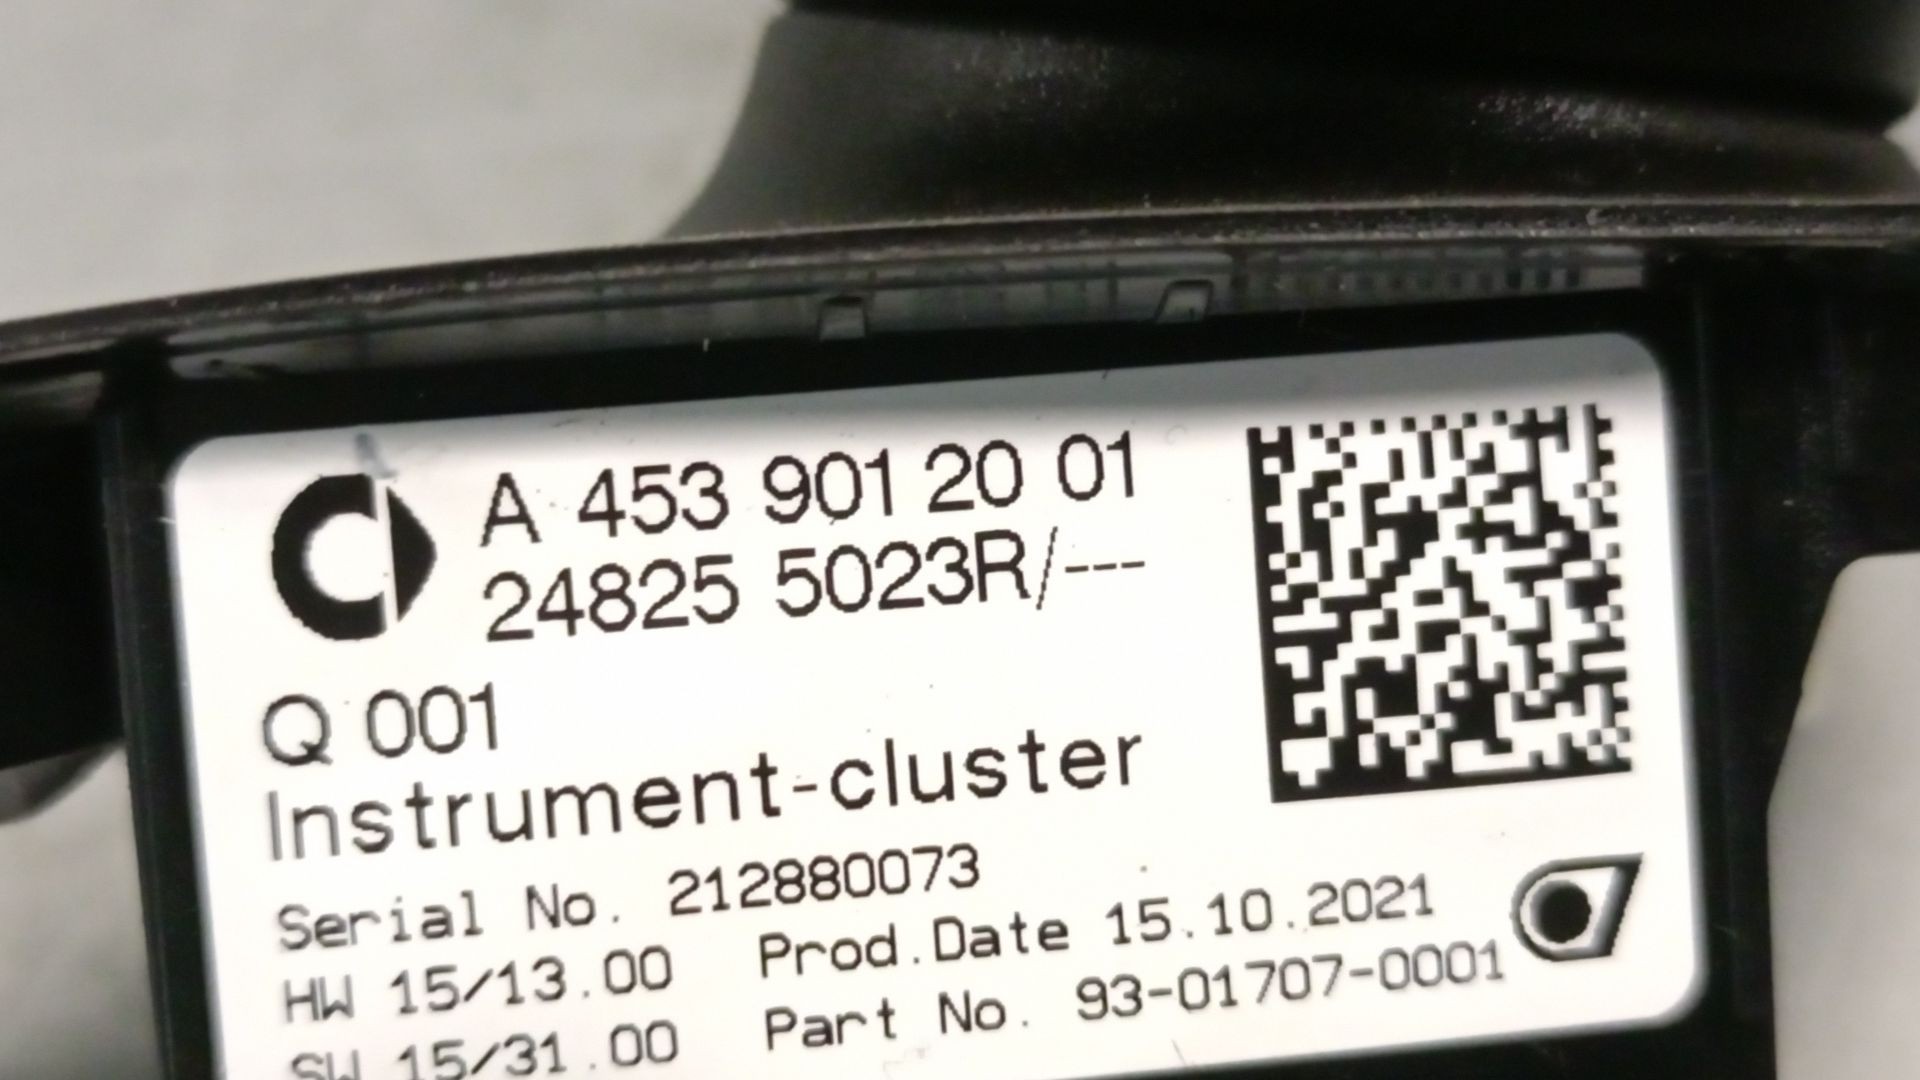 A 453 901 20 01
24825 5023R/---
Q 001
Instrument-cluster
Serial No. 212880073
HW 15/13.00 Prod.Date 15.10.2021
SW 15/31.00 Part No. 93-01707-0001